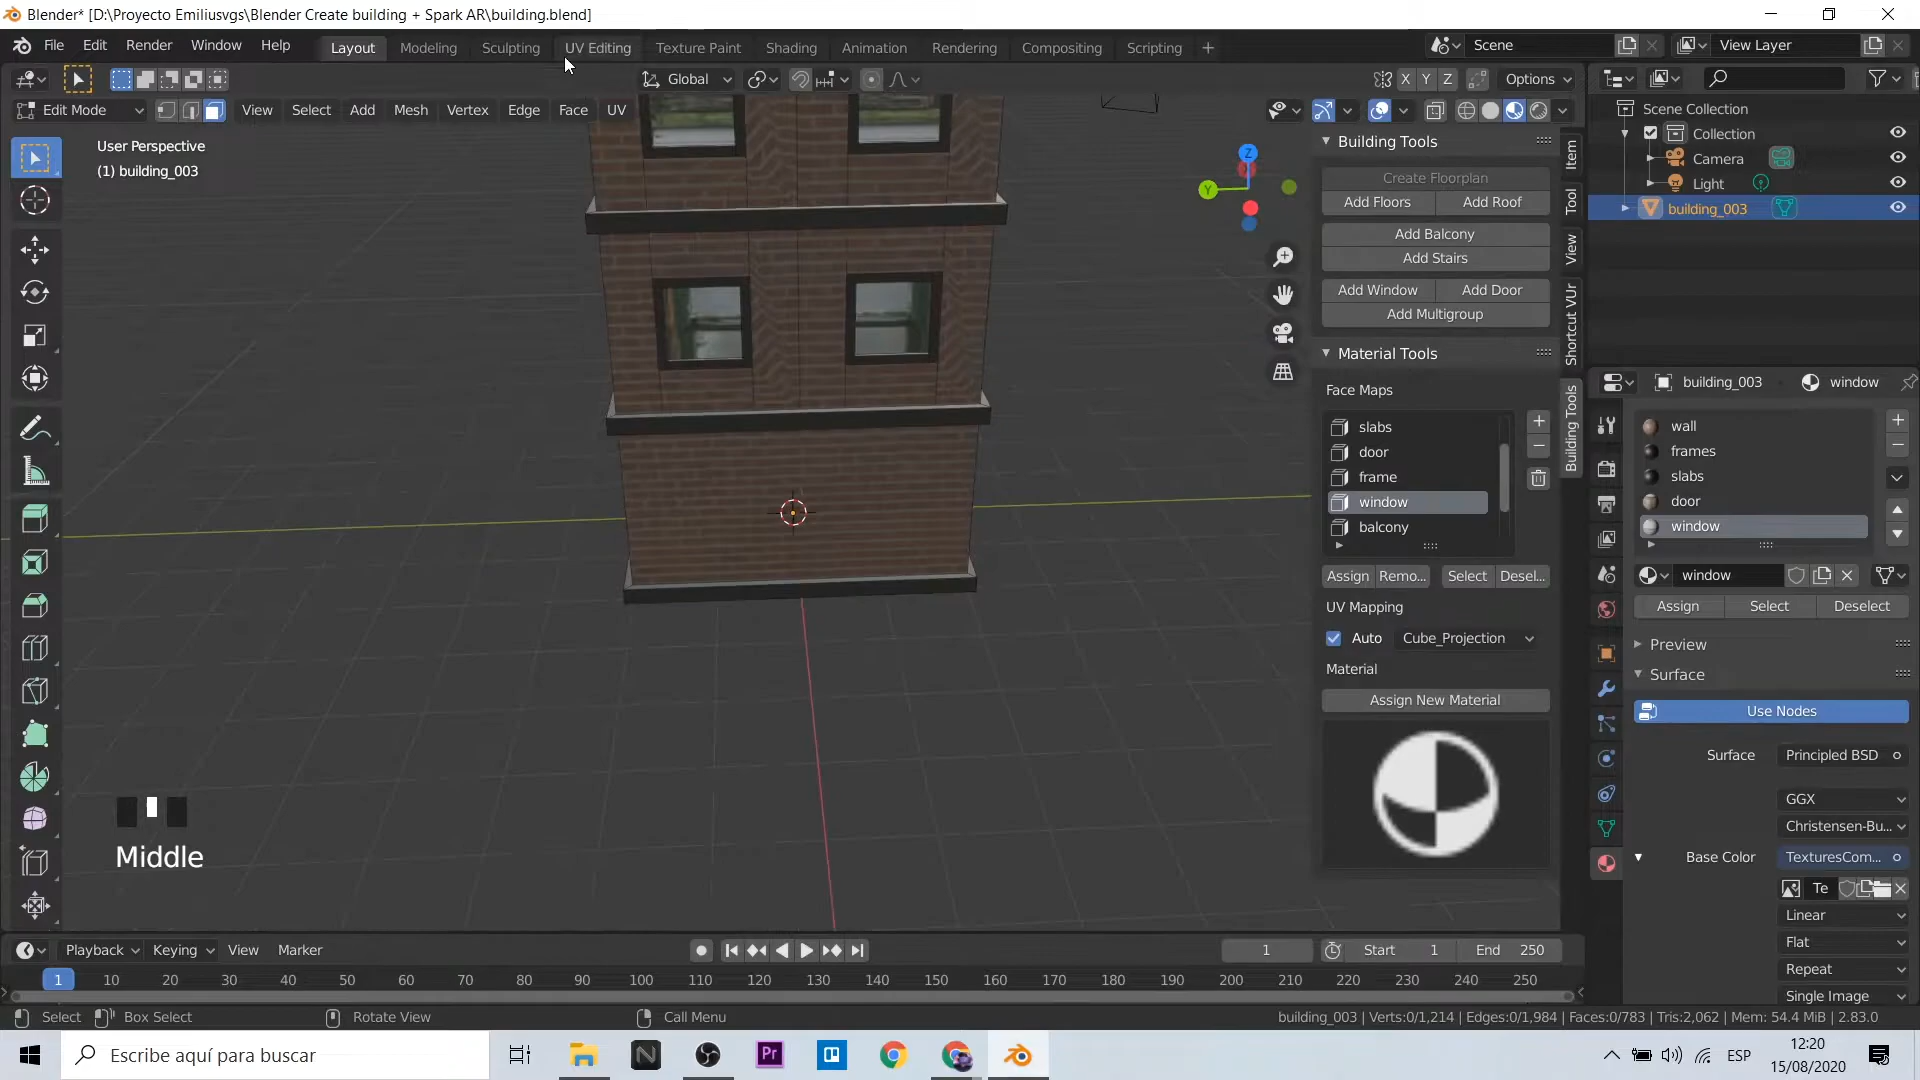 Blender* [D:\Proyecto Emiliusvgs\Blender Create building + Spark AR\building.blend]
File Edit Render Window Help Layout Modeling Sculpting UV Editing Texture Paint Shading Animation Rendering Compositing Scripting + Scene View Layer
Global X Y Z Options
Edit Mode View Select Add Mesh Vertex Edge Face UV
User Perspective
(1) building_003
Z
Y
Middle
Building Tools
Create Floorplan
Add Floors Add Roof
Add Balcony
Add Stairs
Add Window Add Door
Add Multigroup
Material Tools
Face Maps
slabs
door
frame
window
balcony
Assign Remo... Select Desel...
UV Mapping
Auto Cube_Projection
Material
Assign New Material
Item
Tool
View
Shortcut VUr
Building Tools
Scene Collection
Collection
Camera
Light
building_003
building_003 window
wall
frames
slabs
door
window
window
Assign Select Deselect
Preview
Surface
Use Nodes
Surface Principled BSD
GGX
Christensen-Bu...
Base Color TexturesCom...
Te
Linear
Flat
Repeat
Single Image
Playback Keying View Marker 1 Start 1 End 250
1 10 20 30 40 50 60 70 80 90 100 110 120 130 140 150 160 170 180 190 200 210 220 230 240 250
Select Box Select Rotate View Call Menu building_003 | Verts:0/1,214 | Edges:0/1,984 | Faces:0/783 | Tris:2,062 | Mem: 54.4 MiB | 2.83.0
Escribe aquí para buscar
N
Pr
ESP
12:20
15/08/2020